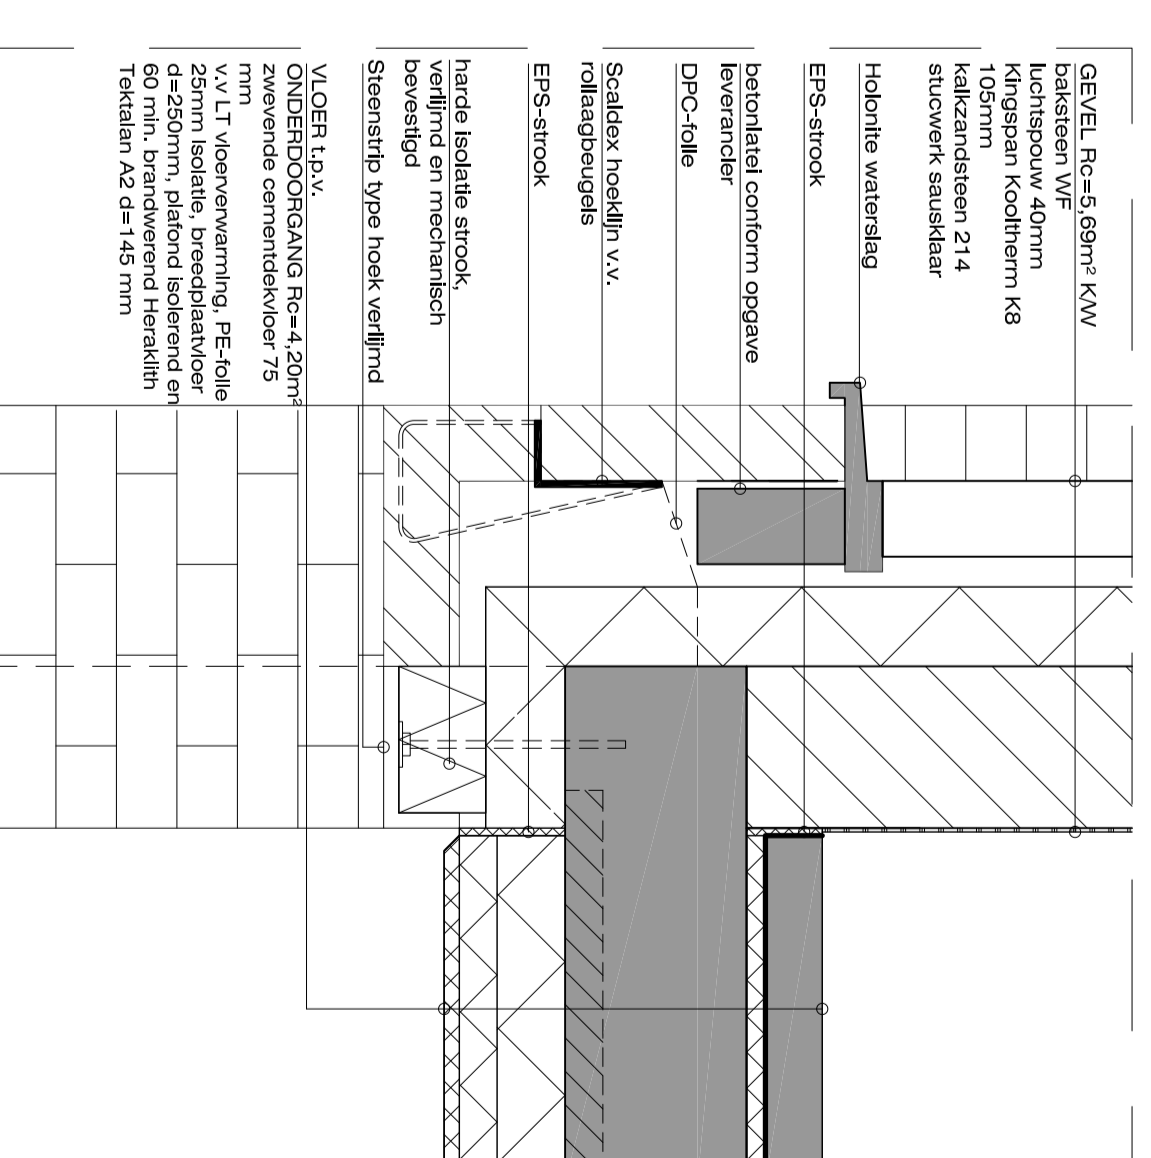 GEVEL Rc=5,69m² K/W
baksteen WF
luchtspouw 40mm
Kingspan Kooltherm K8
105mm
kalkzandsteen 214
stucwerk sausklaar
Holonite waterslag
EPS-strook
betonlatei conform opgave
leverancier
DPC-folie
Scaldex hoeklijn v.v.
rollaagbeugels
EPS-strook
harde isolatie strook,
verlijmd en mechanisch
bevestigd
Steenstrip type hoek verlijmd
VLOER t.p.v.
ONDERDOORGANG Rc=4,20m²
zwevende cementdekvloer 75
mm
v.v LT vloerverwarming, PE-folie
25mm isolatie, breedplaatvloer
d=250mm, plafond isolerend en
60 min. brandwerend Heraklith
Tektalan A2 d=145 mm